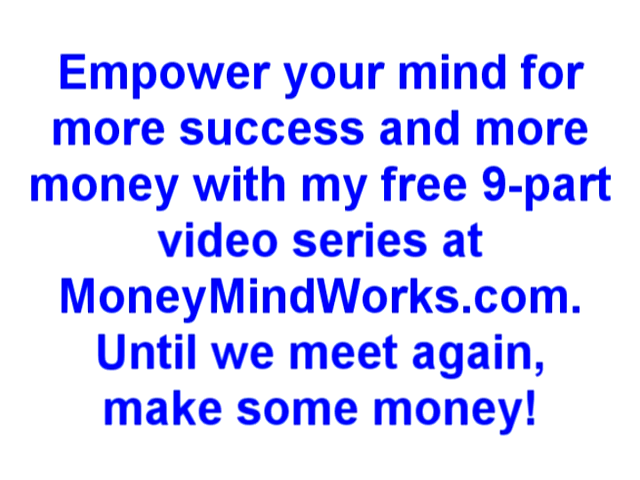 Empower your mind for
more success and more
money with my free 9-part
video series at
MoneyMindWorks.com.
Until we meet again,
make some money!